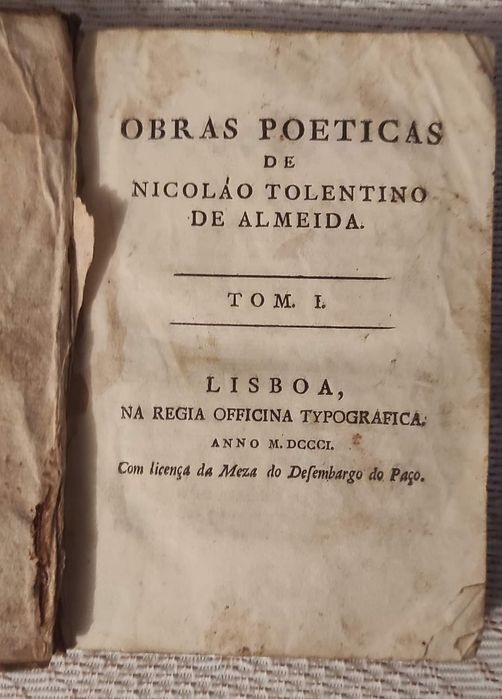 OBRAS POETICAS
DE
NICOLÁO TOLENTINO
DE ALMEIDA.
TOM. I.
LISBOA,
NA REGIA OFFICINA TYPOGRAFICA.
ANNO M. DCCCI.
Com licença da Meza do Deſembargo do Paço.